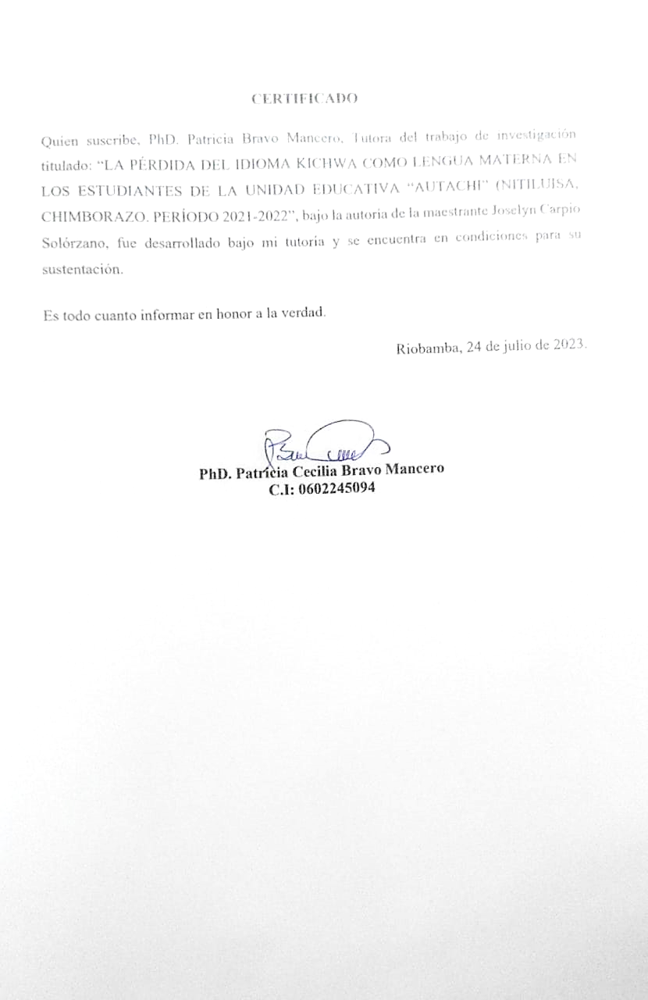 CERTIFICADO
Quien suscribe, PhD. Patricia Bravo Mancero, Tutora del trabajo de investigación
titulado: “LA PÉRDIDA DEL IDIOMA KICHWA COMO LENGUA MATERNA EN
LOS ESTUDIANTES DE LA UNIDAD EDUCATIVA “AUTACHI” (NITILUISA,
CHIMBORAZO. PERÍODO 2021-2022”, bajo la autoría de la maestrante Joselyn Carpio
Solórzano, fue desarrollado bajo mi tutoría y se encuentra en condiciones para su
sustentación.
Es todo cuanto informar en honor a la verdad.
Riobamba, 24 de julio de 2023.
PhD. Patricia Cecilia Bravo Mancero
C.I: 0602245094